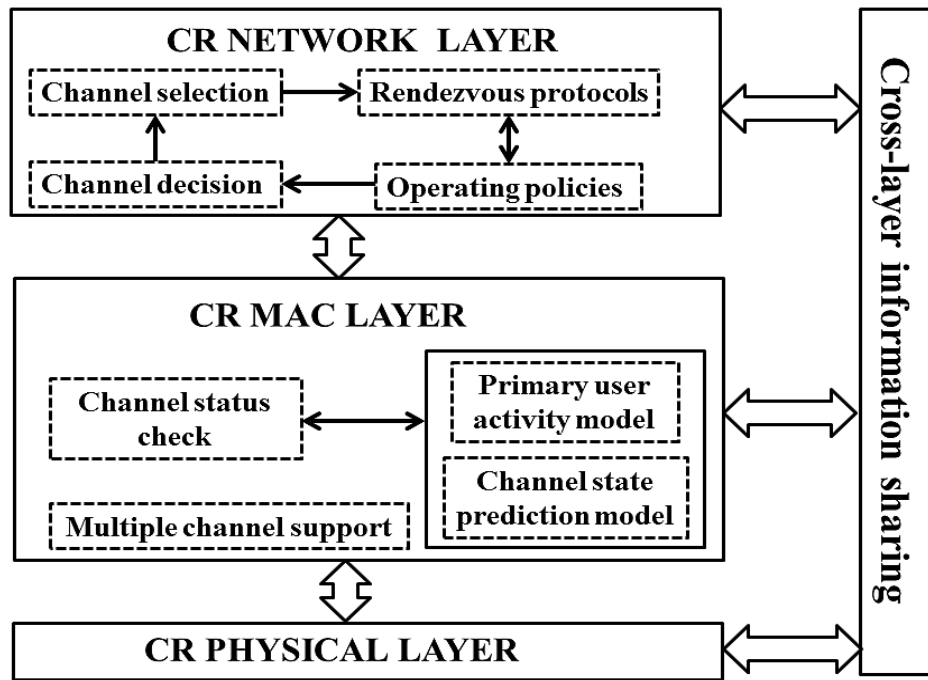 CR NETWORK LAYER
Channel selection
Rendezvous protocols
Channel decision
Operating policies
CR MAC LAYER
Channel status
check
Primary user
activity model
Channel state
prediction model
Multiple channel support
CR PHYSICAL LAYER
Cross-layer information sharing